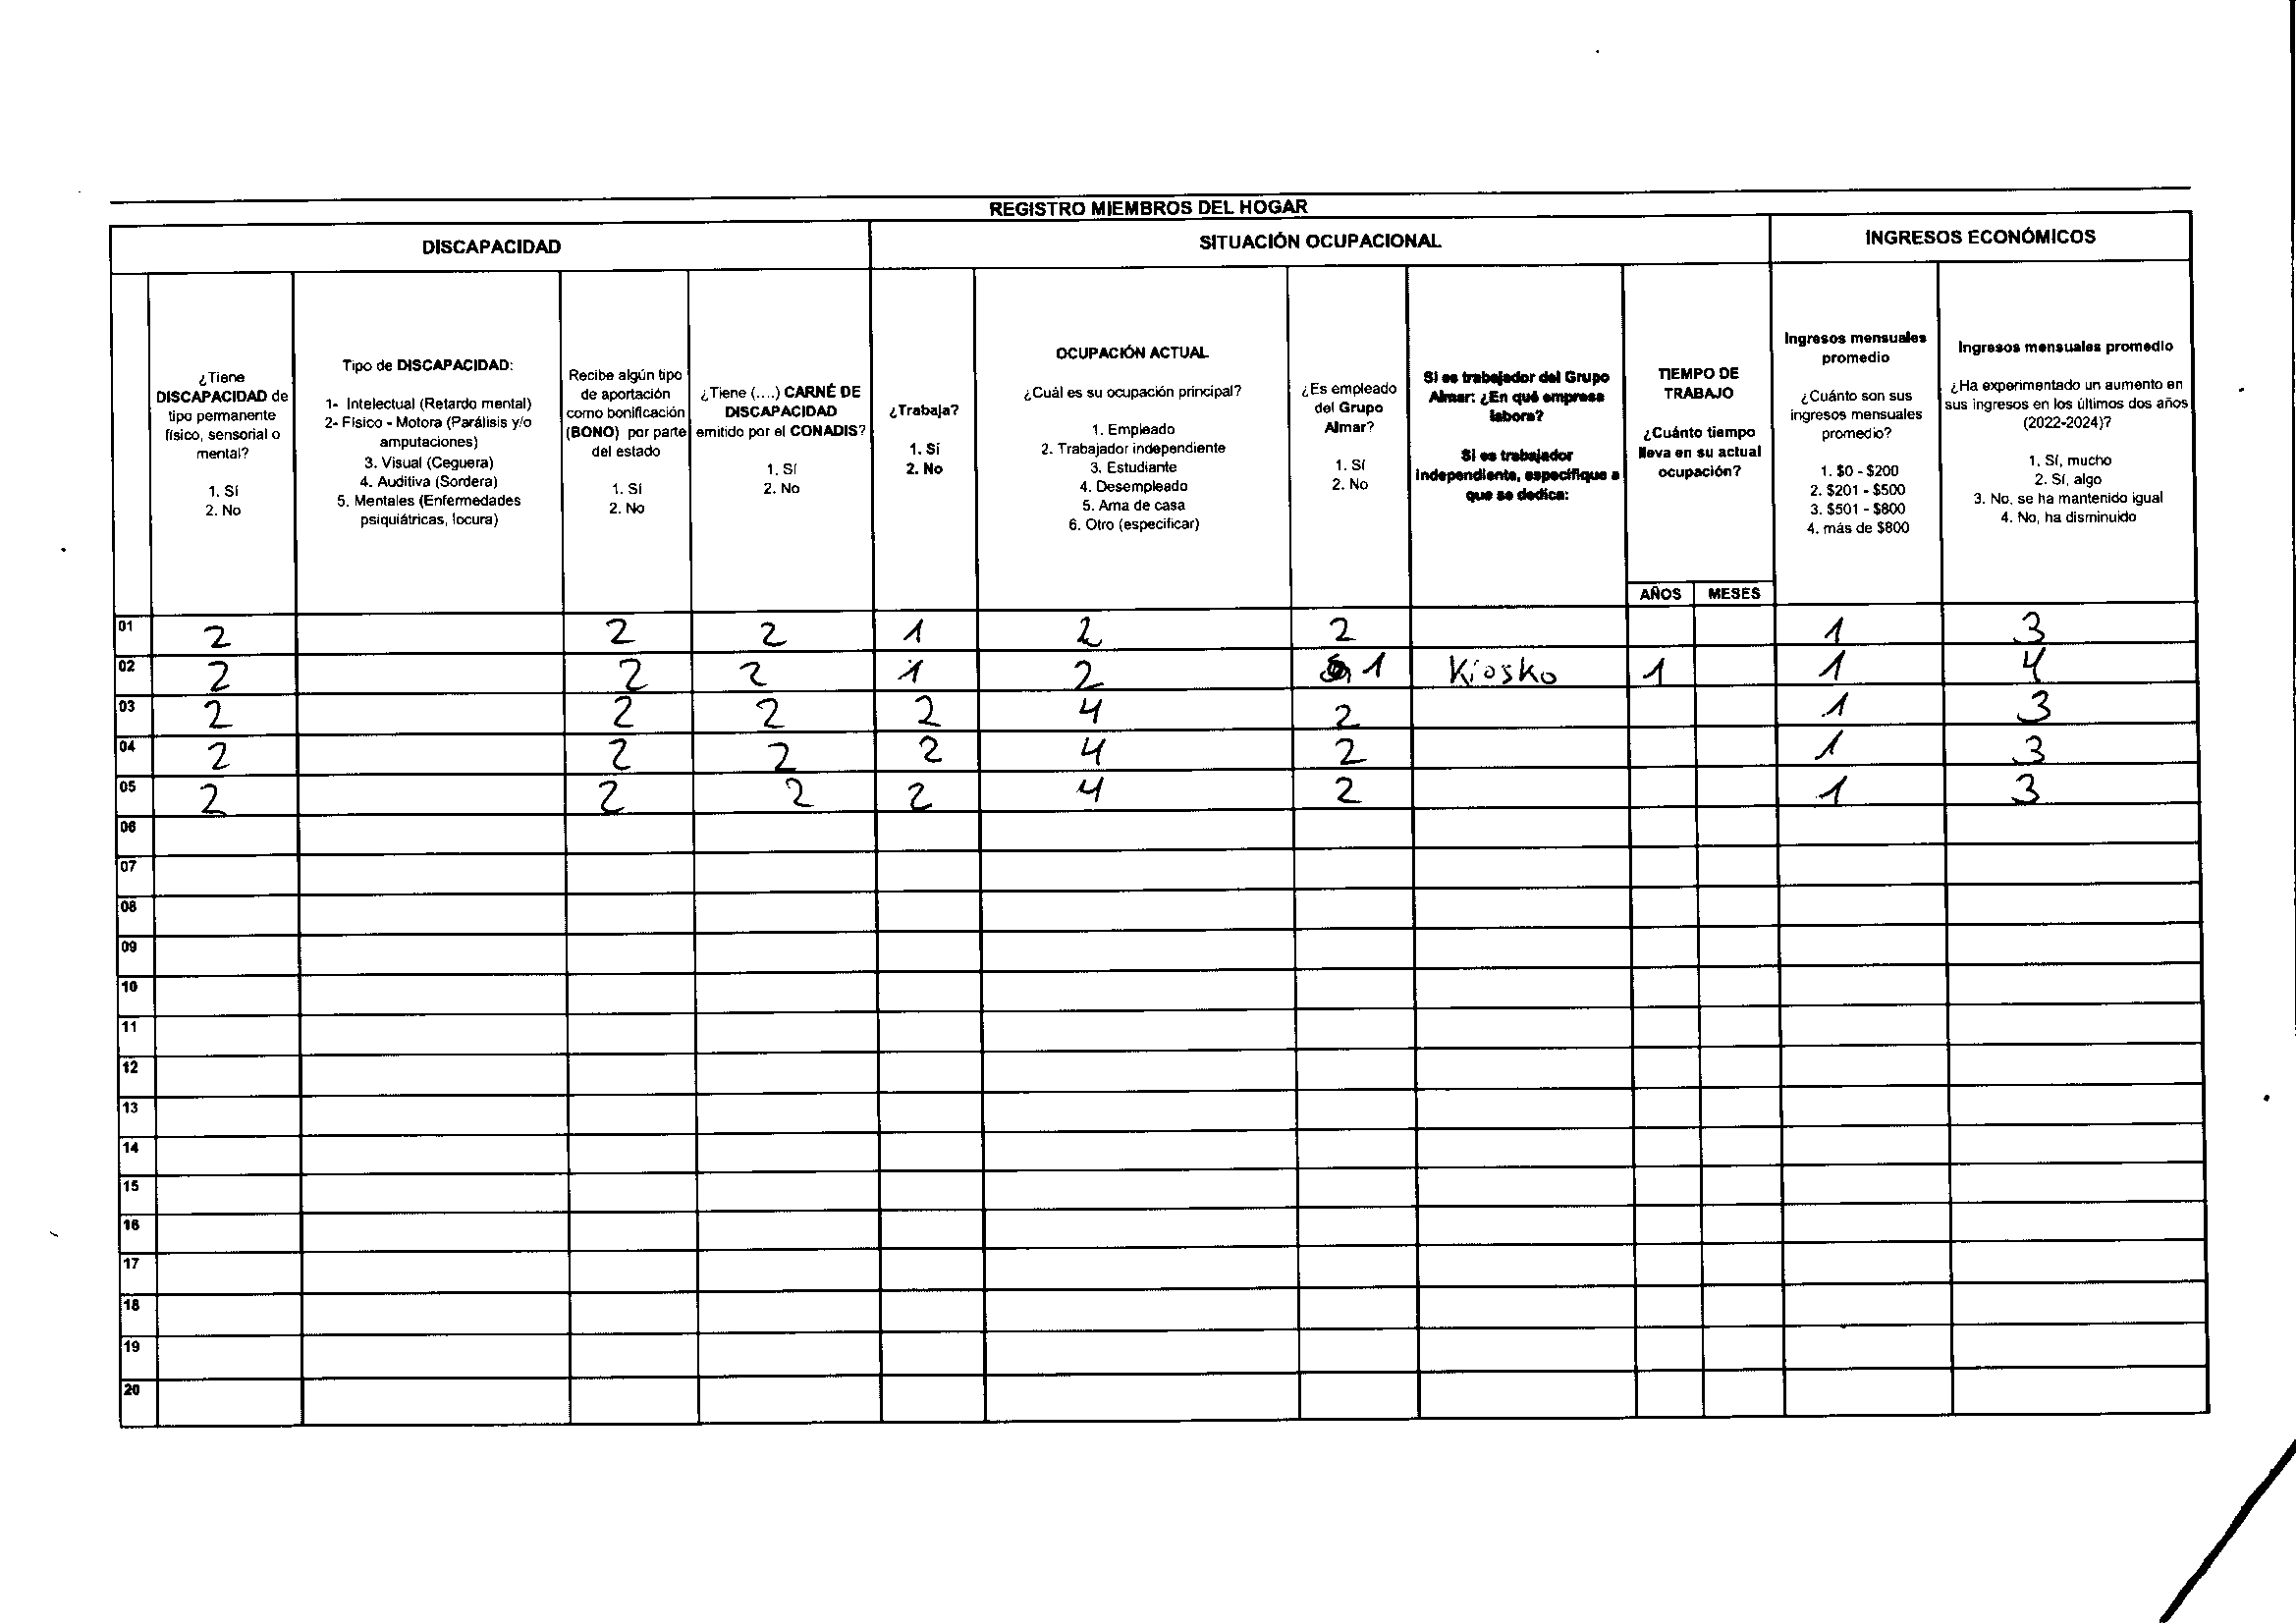 REGISTRO MIEMBROS DEL HOGAR
DISCAPACIDAD
SITUACIÓN OCUPACIONAL
INGRESOS ECONÓMICOS
¿Tiene
DISCAPACIDAD de
tipo permanente
físico, sensorial o
mental?
1. Sí
2. No
Tipo de DISCAPACIDAD:
1- Intelectual (Retardo mental)
2- Físico - Motora (Parálisis y/o
amputaciones)
3. Visual (Ceguera)
4. Auditiva (Sordera)
5. Mentales (Enfermedades
psiquiátricas, locura)
Recibe algún tipo
de aportación
como bonificación
(BONO) por parte
del estado
1. Sí
2. No
¿Tiene (....) CARNÉ DE
DISCAPACIDAD
emitido por el CONADIS?
1. Sí
2. No
¿Trabaja?
1. Sí
2. No
OCUPACIÓN ACTUAL
¿Cuál es su ocupación principal?
1. Empleado
2. Trabajador independiente
3. Estudiante
4. Desempleado
5. Ama de casa
6. Otro (especificar)
¿Es empleado
del Grupo
Almar?
1. Sí
2. No
Si es trabajador del Grupo
Almar: ¿En qué empresa
labora?
Si es trabajador
independiente, especifique a
que se dedica:
TIEMPO DE
TRABAJO
¿Cuánto tiempo
lleva en su actual
ocupación?
AÑOS MESES
Ingresos mensuales
promedio
¿Cuánto son sus
ingresos mensuales
promedio?
1. $0 - $200
2. $201 - $500
3. $501 - $800
4. más de $800
Ingresos mensuales promedio
¿Ha experimentado un aumento en
sus ingresos en los últimos dos años
(2022-2024)?
1. Sí, mucho
2. Sí, algo
3. No, se ha mantenido igual
4. No, ha disminuido
01 2 2 2 1 2 2 1 3
02 2 2 2 1 2 1 Kiosko 1 1 4
03 2 2 2 2 4 2 1 3
04 2 2 2 2 4 2 1 3
05 2 2 2 2 4 2 1 3
06
07
08
09
10
11
12
13
14
15
16
17
18
19
20